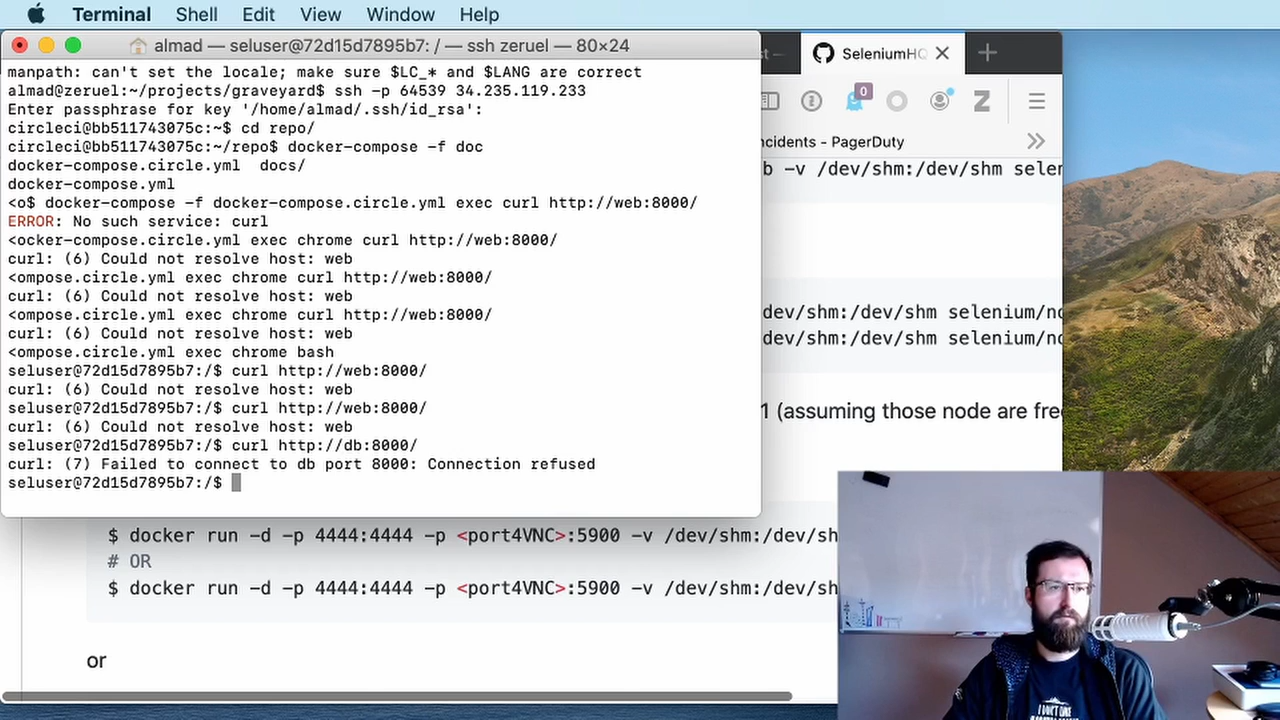 Terminal Shell Edit View Window Help
almad — seluser@72d15d7895b7: / — ssh zeruel — 80×24
manpath: can't set the locale; make sure $LC_* and $LANG are correct
almad@zeruel:~/projects/graveyard$ ssh -p 64539 34.235.119.233
Enter passphrase for key '/home/almad/.ssh/id_rsa':
circleci@bb511743075c:~$ cd repo/
circleci@bb511743075c:~/repo$ docker-compose -f doc
docker-compose.circle.yml  docs/
docker-compose.yml
<o$ docker-compose -f docker-compose.circle.yml exec curl http://web:8000/
ERROR: No such service: curl
<ocker-compose.circle.yml exec chrome curl http://web:8000/
curl: (6) Could not resolve host: web
<ompose.circle.yml exec chrome curl http://web:8000/
curl: (6) Could not resolve host: web
<ompose.circle.yml exec chrome curl http://web:8000/
curl: (6) Could not resolve host: web
<ompose.circle.yml exec chrome bash
seluser@72d15d7895b7:/$ curl http://web:8000/
curl: (6) Could not resolve host: web
seluser@72d15d7895b7:/$ curl http://web:8000/
curl: (6) Could not resolve host: web
seluser@72d15d7895b7:/$ curl http://db:8000/
curl: (7) Failed to connect to db port 8000: Connection refused
seluser@72d15d7895b7:/$
st —
SeleniumHQ
0
ncidents - PagerDuty
b -v /dev/shm:/dev/shm selen
dev/shm:/dev/shm selenium/no
dev/shm:/dev/shm selenium/no
1 (assuming those node are free
$ docker run -d -p 4444:4444 -p <port4VNC>:5900 -v /dev/shm:/dev/sh
# OR
$ docker run -d -p 4444:4444 -p <port4VNC>:5900 -v /dev/shm:/dev/sh
or